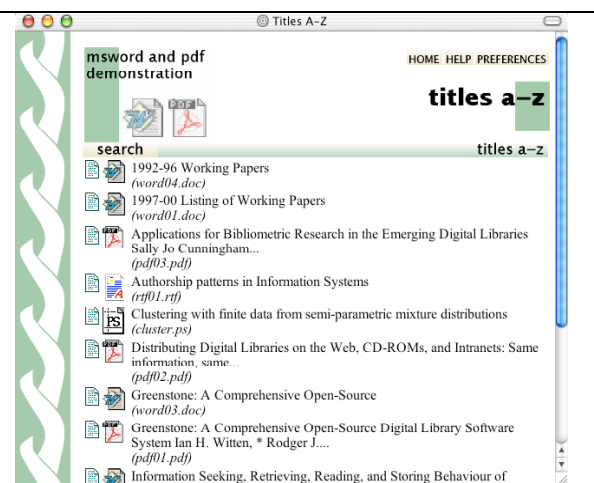 Titles A–Z
msword and pdf
demonstration
HOME HELP PREFERENCES
titles a–z
search
titles a–z
1992-96 Working Papers
(word04.doc)
1997-00 Listing of Working Papers
(word01.doc)
Applications for Bibliometric Research in the Emerging Digital Libraries
Sally Jo Cunningham...
(pdf03.pdf)
Authorship patterns in Information Systems
(rtf01.rtf)
PS
Clustering with finite data from semi-parametric mixture distributions
(cluster.ps)
Distributing Digital Libraries on the Web, CD-ROMs, and Intranets: Same
information, same...
(pdf02.pdf)
Greenstone: A Comprehensive Open-Source
(word03.doc)
Greenstone: A Comprehensive Open-Source Digital Library Software
System Ian H. Witten, * Rodger J....
(pdf01.pdf)
Information Seeking, Retrieving, Reading, and Storing Behaviour of